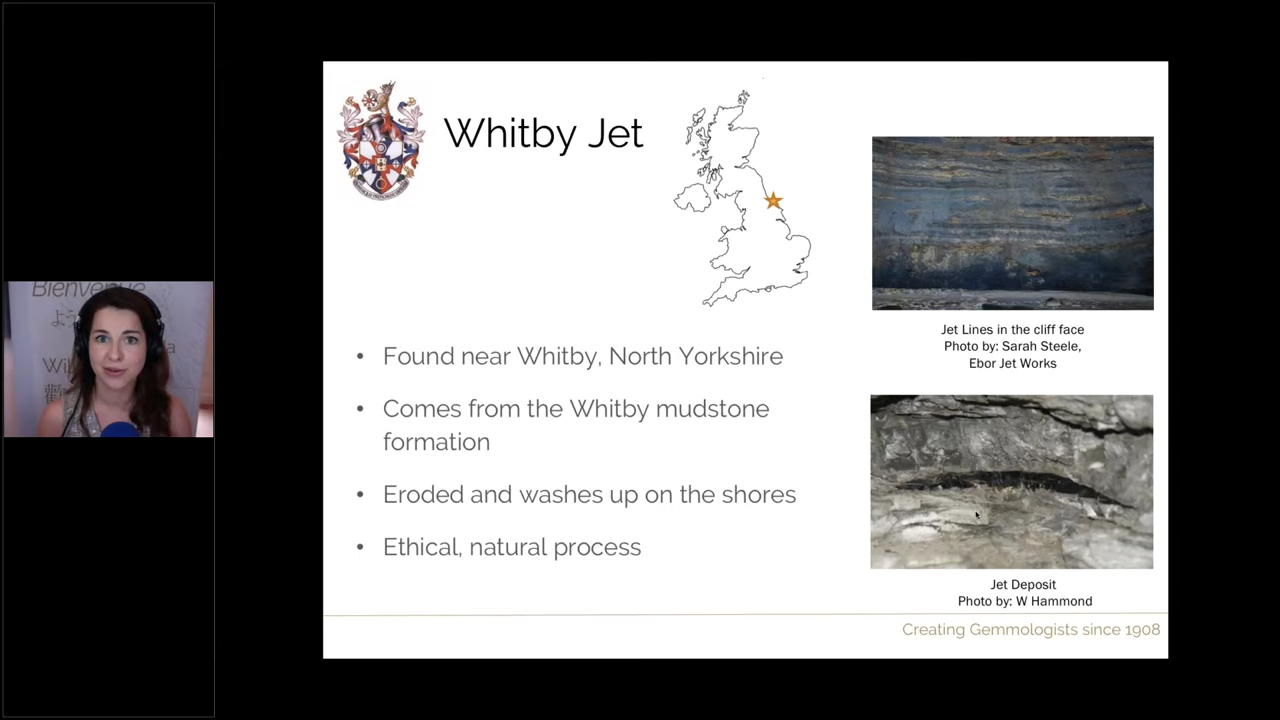 Bienvenue
Whitby Jet
• Found near Whitby, North Yorkshire
• Comes from the Whitby mudstone
formation
• Eroded and washes up on the shores
• Ethical, natural process
Jet Lines in the cliff face
Photo by: Sarah Steele,
Ebor Jet Works
Jet Deposit
Photo by: W Hammond
Creating Gemmologists since 1908